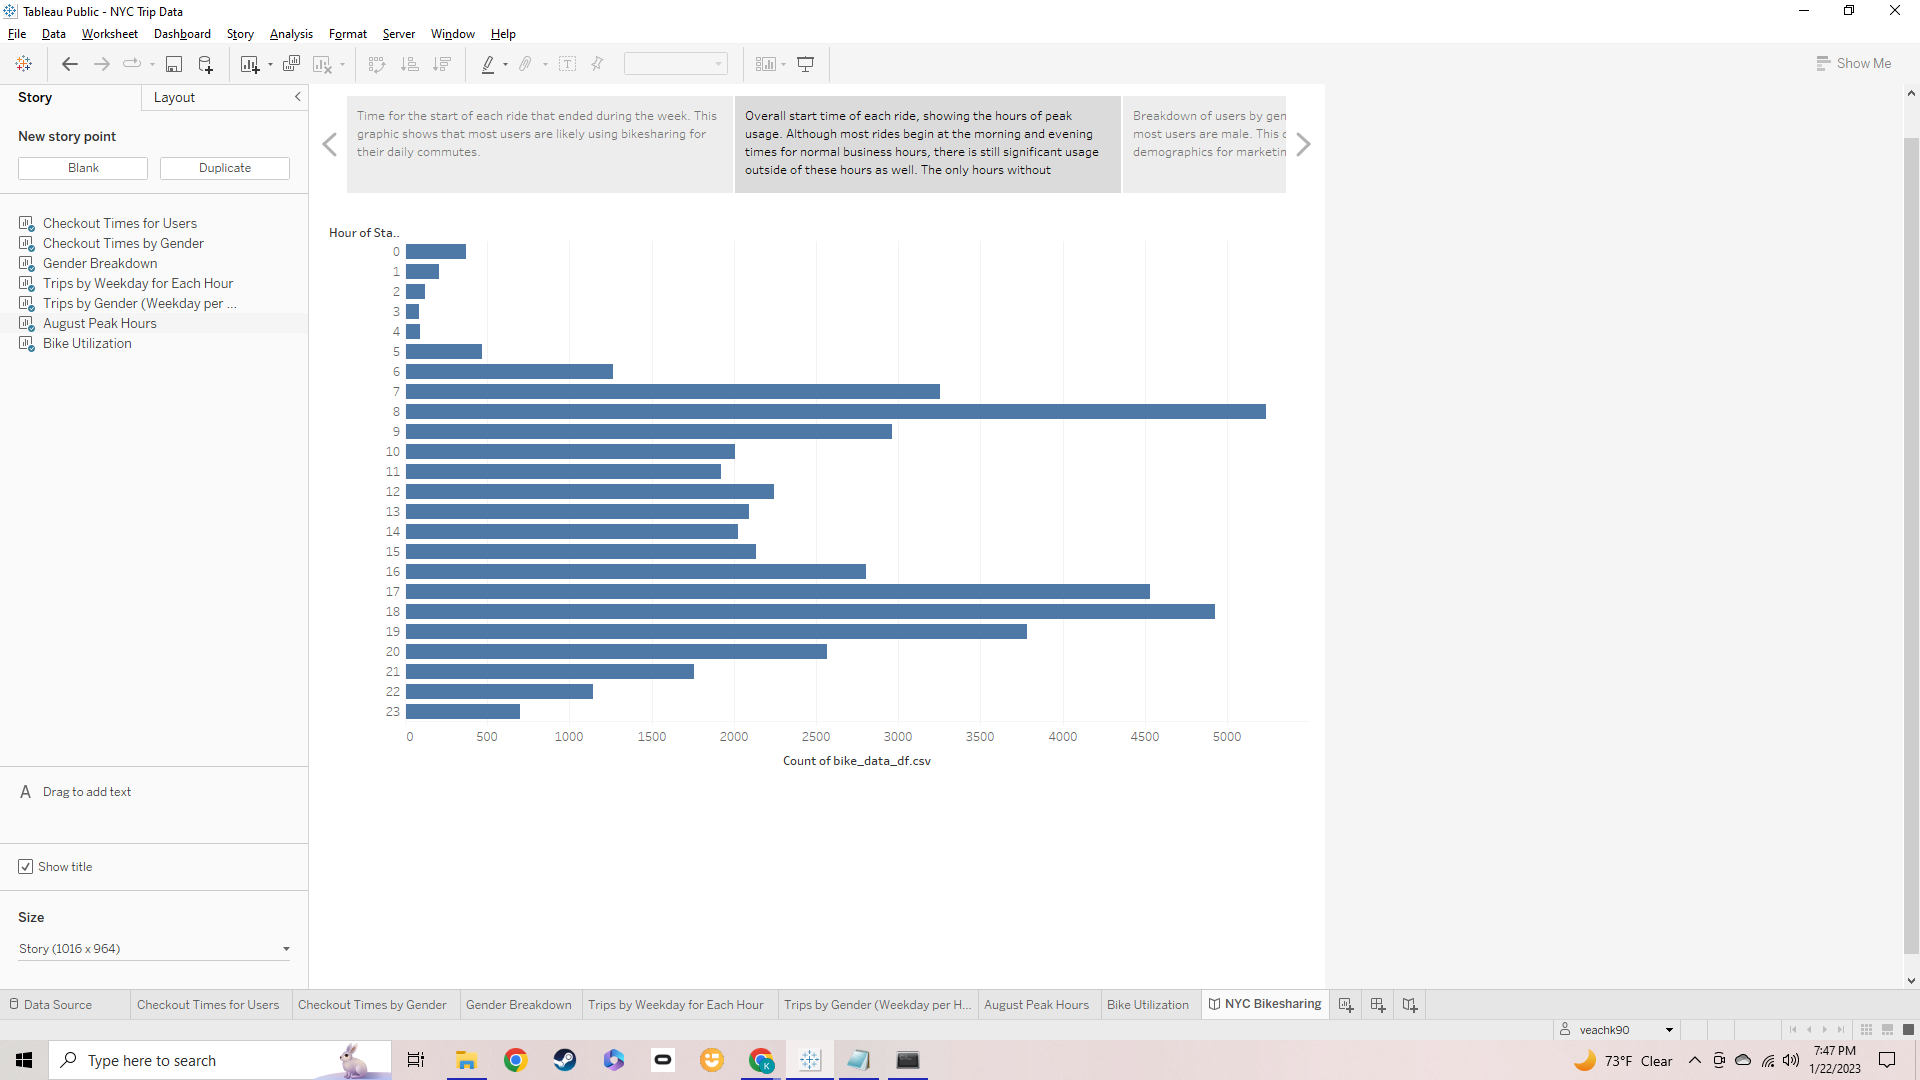 Tableau Public - NYC Trip Data
File Data Worksheet Dashboard Story Analysis Format Server Window Help
Show Me
Story Layout
New story point
Blank Duplicate
Checkout Times for Users
Checkout Times by Gender
Gender Breakdown
Trips by Weekday for Each Hour
Trips by Gender (Weekday per ...
August Peak Hours
Bike Utilization
A Drag to add text
Show title
Size
Story (1016 x 964)
Time for the start of each ride that ended during the week. This
graphic shows that most users are likely using bikesharing for
their daily commutes.
Overall start time of each ride, showing the hours of peak
usage. Although most rides begin at the morning and evening
times for normal business hours, there is still significant usage
outside of these hours as well. The only hours without
Breakdown of users by gen
most users are male. This
demographics for marketin
Hour of Sta..
0
1
2
3
4
5
6
7
8
9
10
11
12
13
14
15
16
17
18
19
20
21
22
23
0 500 1000 1500 2000 2500 3000 3500 4000 4500 5000
Count of bike_data_df.csv
Data Source Checkout Times for Users Checkout Times by Gender Gender Breakdown Trips by Weekday for Each Hour Trips by Gender (Weekday per H... August Peak Hours Bike Utilization NYC Bikesharing
veachk90
Type here to search
K
73°F Clear
7:47 PM
1/22/2023